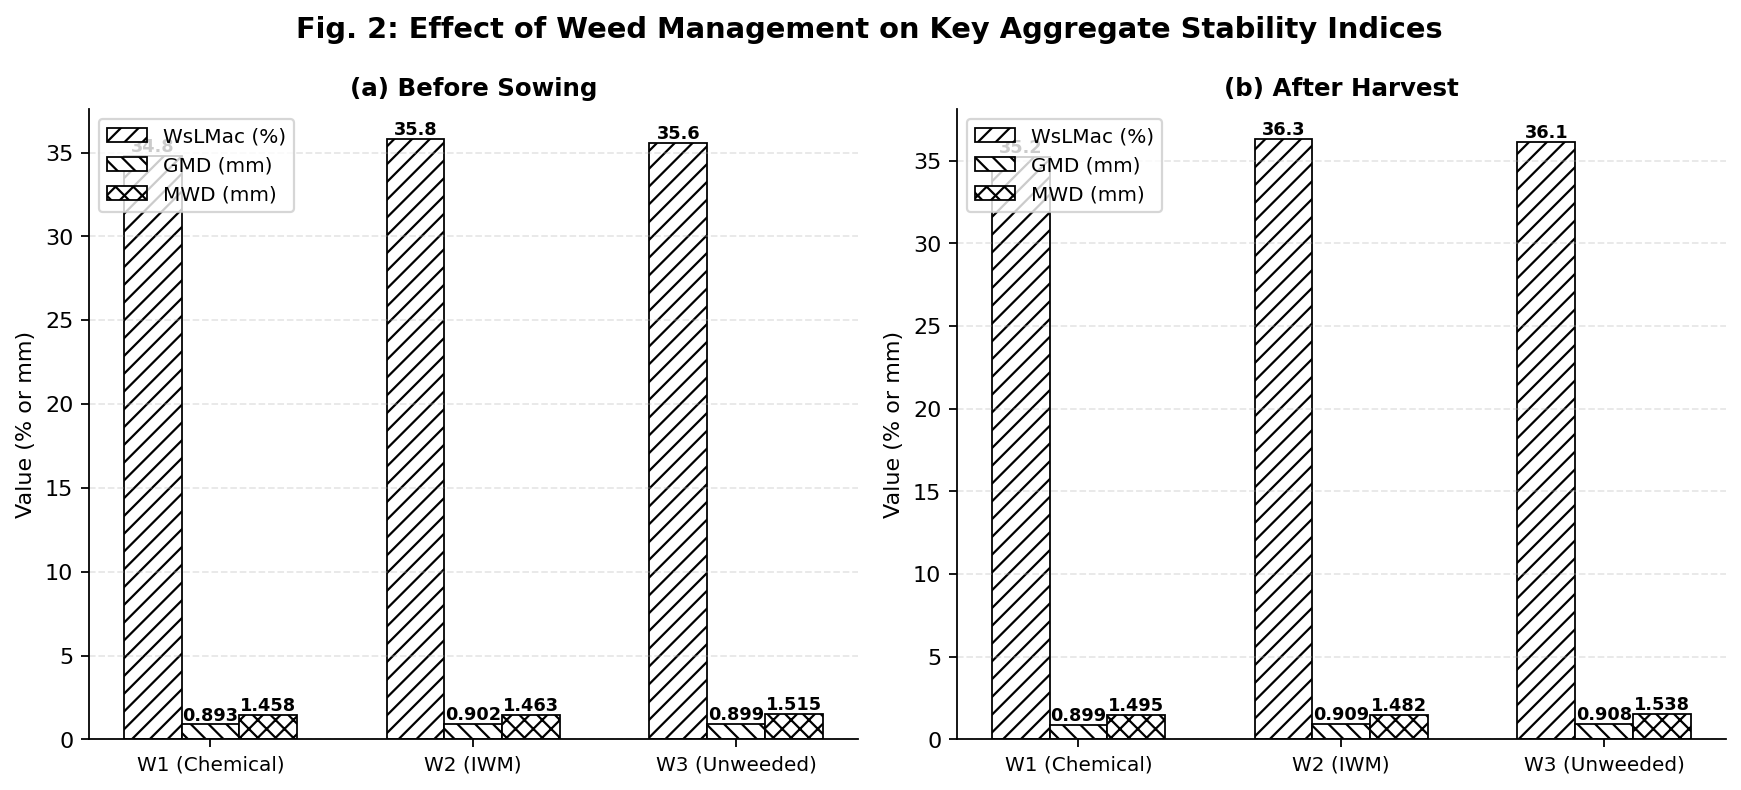 Fig. 2: Effect of Weed Management on Key Aggregate Stability Indices
(a) Before Sowing
WsLMac (%)
GMD (mm)
MWD (mm)
Value (% or mm)
35
30
25
20
15
10
5
0
34.8
0.893
1.458
35.8
0.902
1.463
35.6
0.899
1.515
W1 (Chemical)
W2 (IWM)
W3 (Unweeded)
(b) After Harvest
WsLMac (%)
GMD (mm)
MWD (mm)
Value (% or mm)
35
30
25
20
15
10
5
0
35.2
0.899
1.495
36.3
0.909
1.482
36.1
0.908
1.538
W1 (Chemical)
W2 (IWM)
W3 (Unweeded)